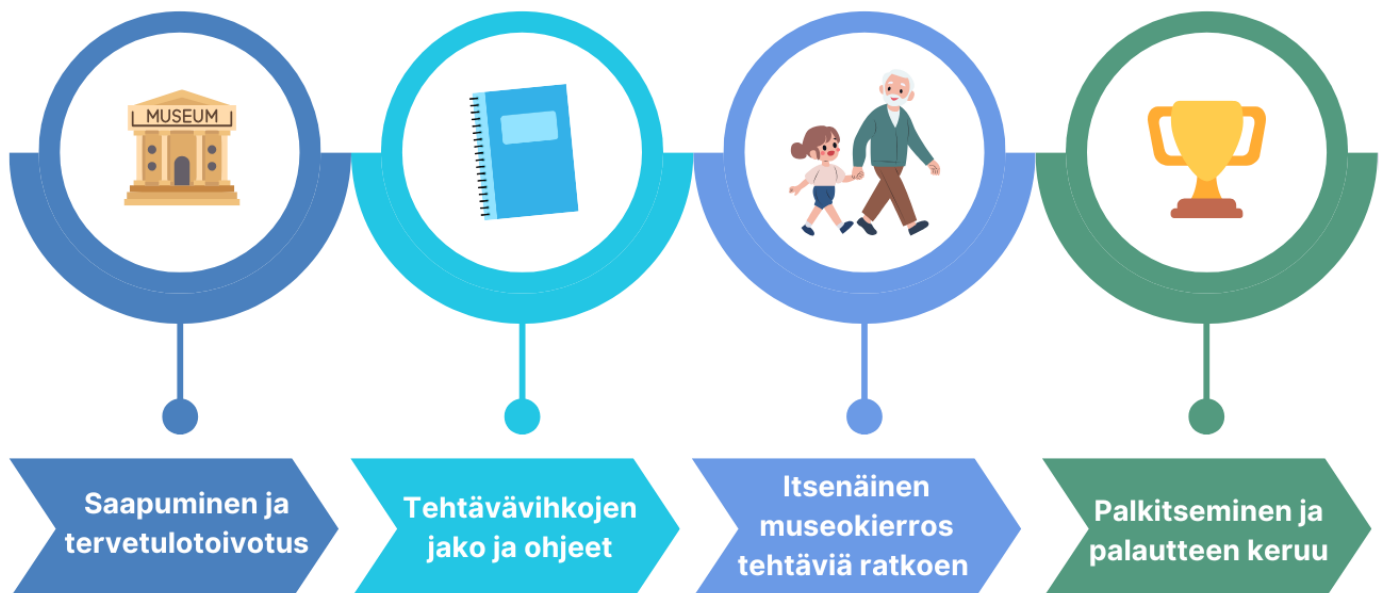 MUSEUM
Saapuminen ja
tervetulotoivotus
Tehtävävihkojen
jako ja ohjeet
Itsenäinen
museokierros
tehtäviä ratkoen
Palkitseminen ja
palautteen keruu